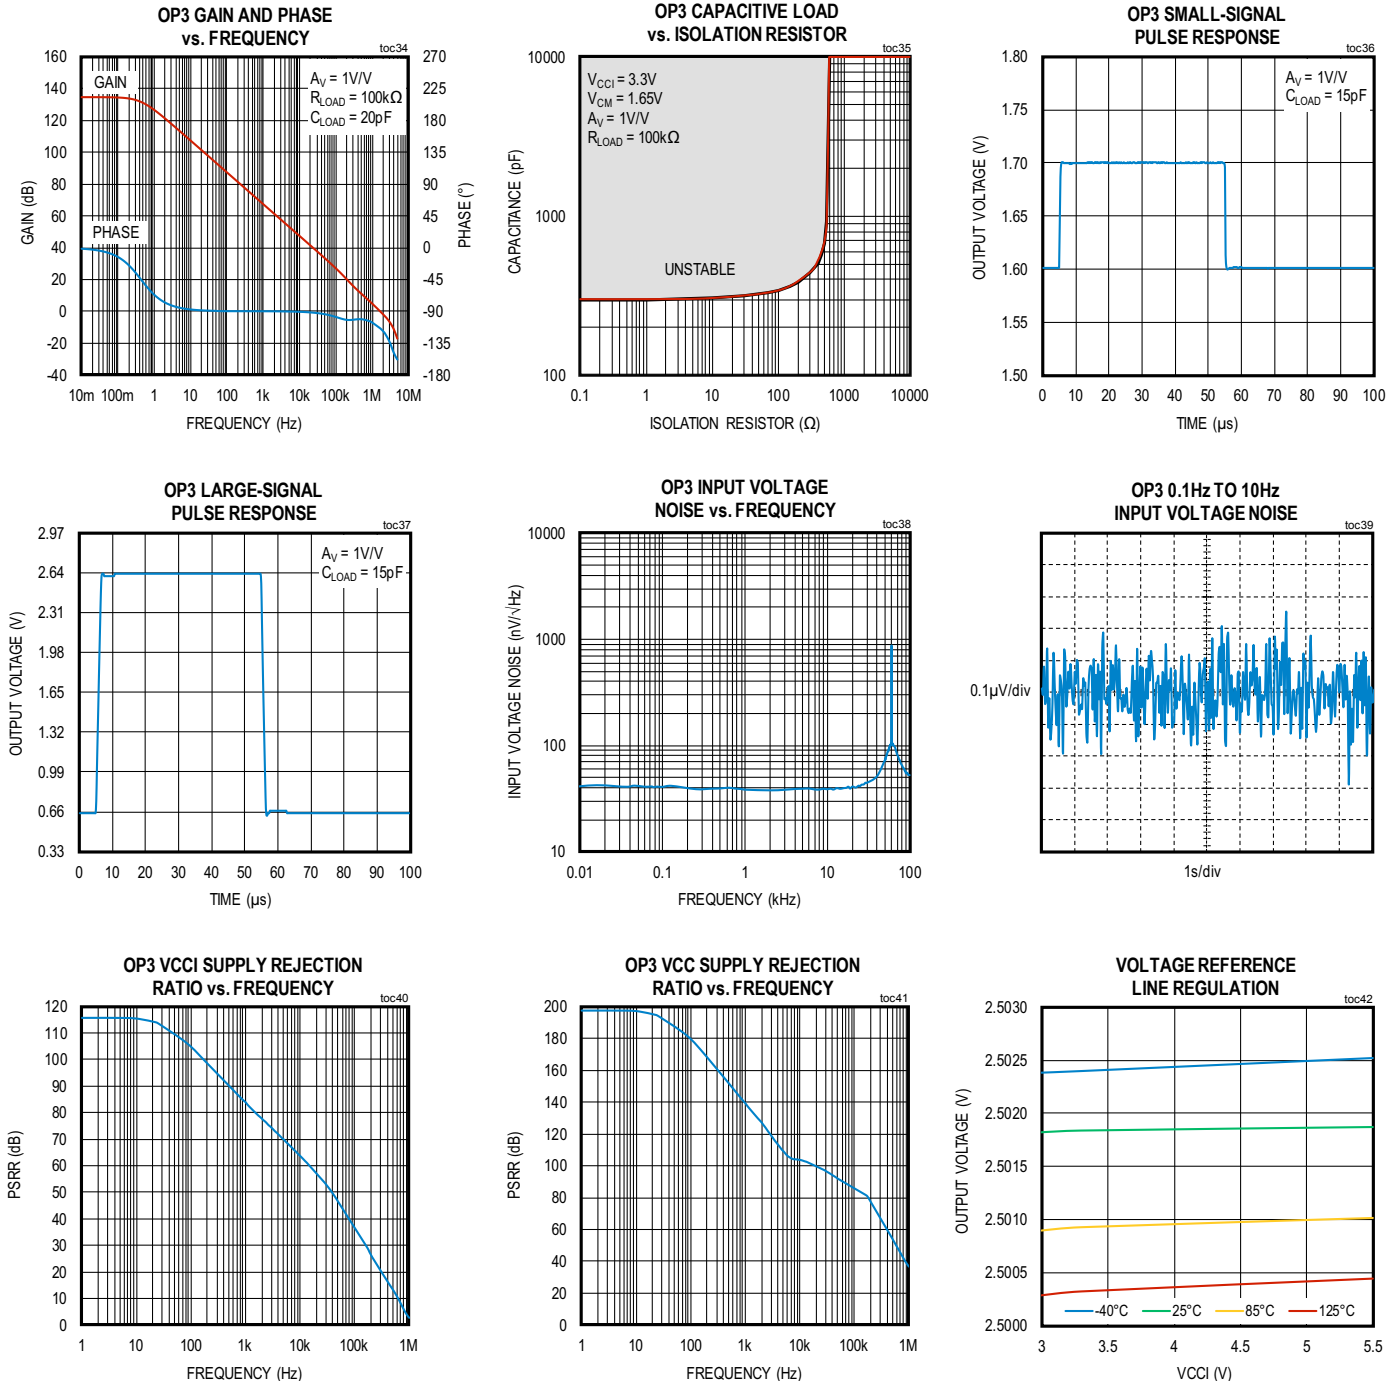 OP3 GAIN AND PHASE
vs. FREQUENCY
toc34
160
140
120
100
80
60
40
20
0
-20
-40
GAIN (dB)
GAIN
PHASE
A_V = 1V/V
R_LOAD = 100kΩ
C_LOAD = 20pF
270
225
180
135
90
45
0
-45
-90
-135
-180
PHASE (°)
10m 100m 1 10 100 1k 10k 100k 1M 10M
FREQUENCY (Hz)
OP3 CAPACITIVE LOAD
vs. ISOLATION RESISTOR
toc35
10000
1000
100
CAPACITANCE (pF)
V_CCI = 3.3V
V_CM = 1.65V
A_V = 1V/V
R_LOAD = 100kΩ
UNSTABLE
0.1 1 10 100 1000 10000
ISOLATION RESISTOR (Ω)
OP3 SMALL-SIGNAL
PULSE RESPONSE
toc36
1.80
1.75
1.70
1.65
1.60
1.55
1.50
OUTPUT VOLTAGE (V)
A_V = 1V/V
C_LOAD = 15pF
0 10 20 30 40 50 60 70 80 90 100
TIME (µs)
OP3 LARGE-SIGNAL
PULSE RESPONSE
toc37
2.97
2.64
2.31
1.98
1.65
1.32
0.99
0.66
0.33
OUTPUT VOLTAGE (V)
A_V = 1V/V
C_LOAD = 15pF
0 10 20 30 40 50 60 70 80 90 100
TIME (µs)
OP3 INPUT VOLTAGE
NOISE vs. FREQUENCY
toc38
10000
1000
100
10
INPUT VOLTAGE NOISE (nV/√Hz)
0.01 0.1 1 10 100
FREQUENCY (kHz)
OP3 0.1Hz TO 10Hz
INPUT VOLTAGE NOISE
toc39
0.1µV/div
1s/div
OP3 VCCI SUPPLY REJECTION
RATIO vs. FREQUENCY
toc40
120
110
100
90
80
70
60
50
40
30
20
10
0
PSRR (dB)
1 10 100 1k 10k 100k 1M
FREQUENCY (Hz)
OP3 VCC SUPPLY REJECTION
RATIO vs. FREQUENCY
toc41
200
180
160
140
120
100
80
60
40
20
0
PSRR (dB)
1 10 100 1k 10k 100k 1M
FREQUENCY (Hz)
VOLTAGE REFERENCE
LINE REGULATION
toc42
2.5030
2.5025
2.5020
2.5015
2.5010
2.5005
2.5000
OUTPUT VOLTAGE (V)
-40°C 25°C 85°C 125°C
3 3.5 4 4.5 5 5.5
VCCI (V)